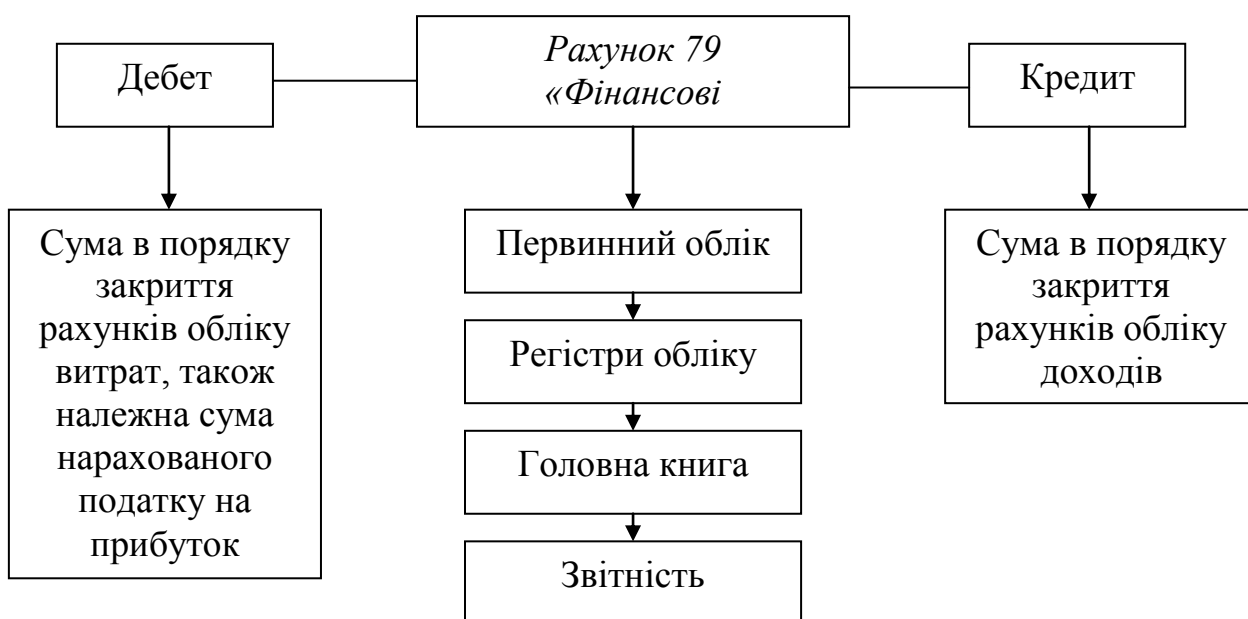 Дебет
Рахунок 79
«Фінансові
Кредит
Сума в порядку
закриття
рахунків обліку
витрат, також
належна сума
нарахованого
податку на
прибуток
Первинний облік
Регістри обліку
Головна книга
Звітність
Сума в порядку
закриття
рахунків обліку
доходів